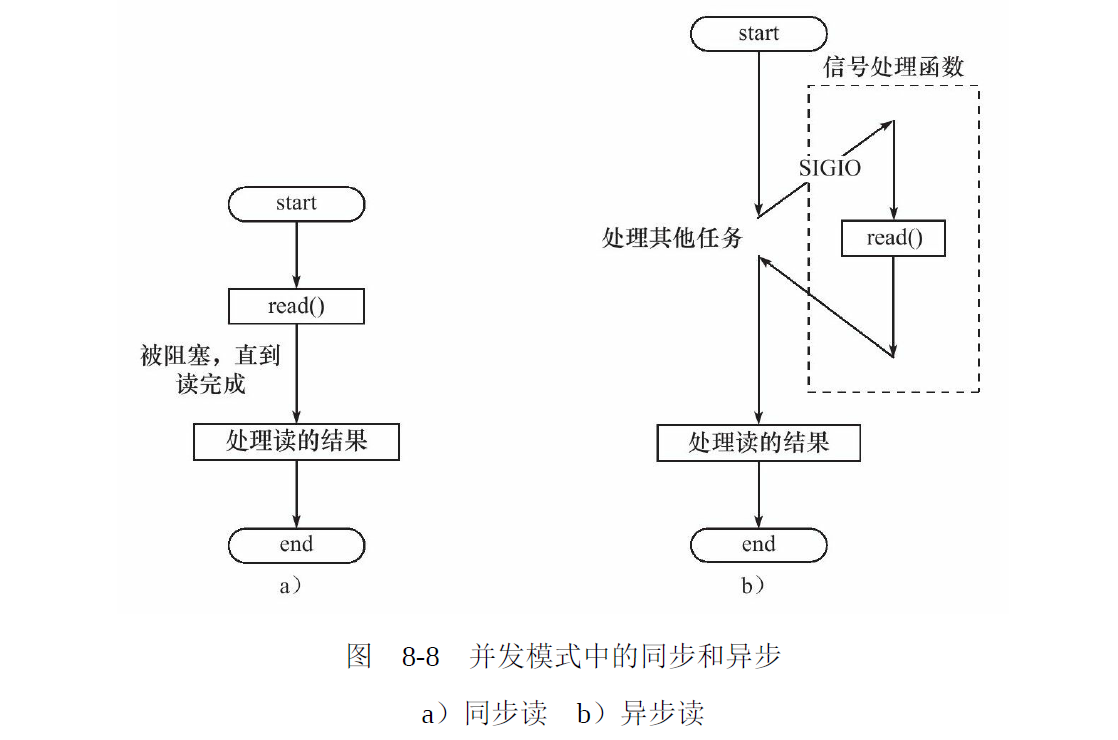 start
read()
被阻塞，直到
读完成
处理读的结果
end
a）
start
信号处理函数
SIGIO
处理其他任务
read()
处理读的结果
end
b）
图 8-8 并发模式中的同步和异步
a）同步读 b）异步读